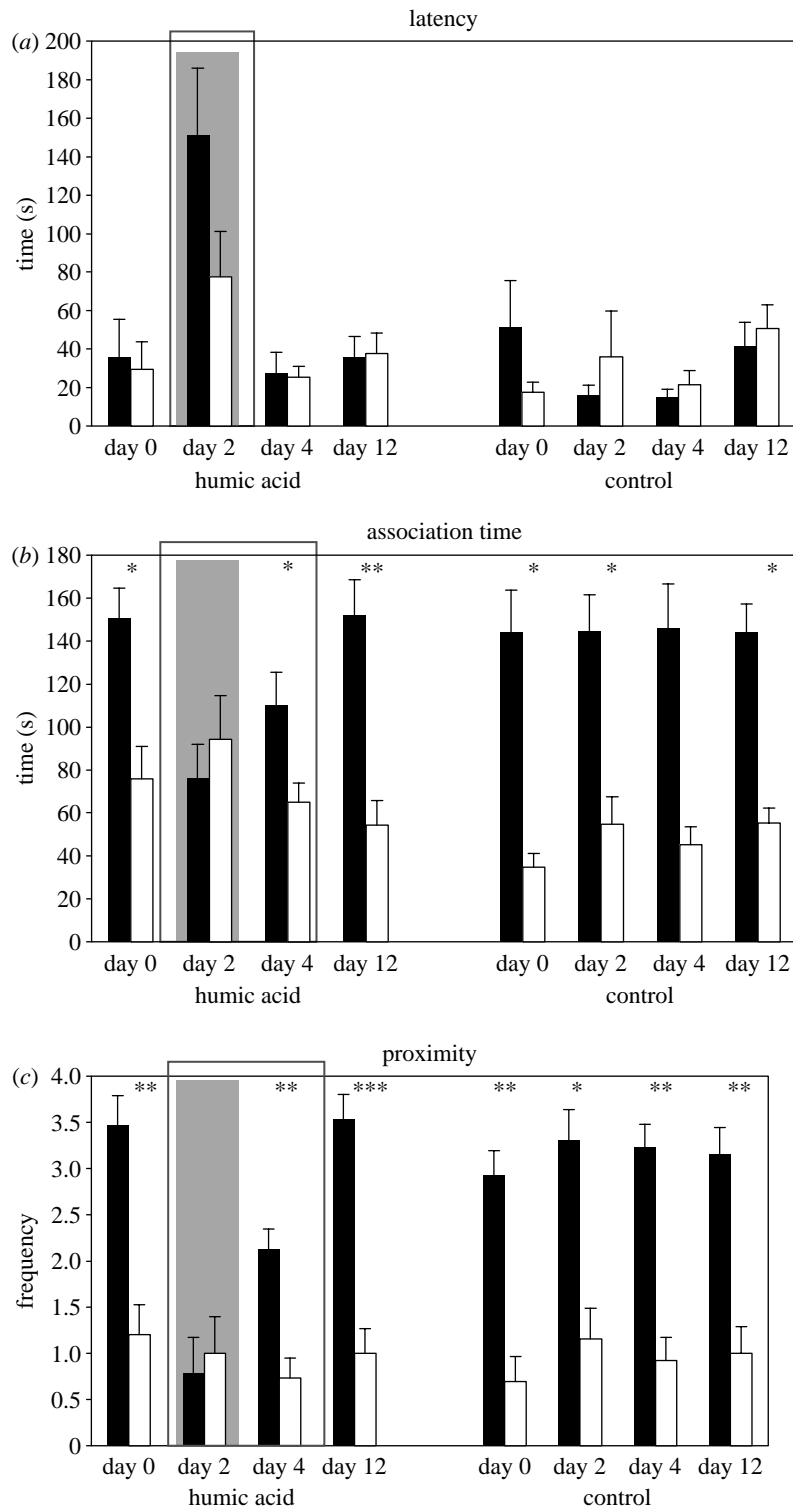 (a) latency
200
180
160
140
120
100
80
60
40
20
0
time (s)
day 0 day 2 day 4 day 12 day 0 day 2 day 4 day 12
humic acid control
(b) association time
180
160
140
120
100
80
60
40
20
0
time (s)
* * ** * * *
day 0 day 2 day 4 day 12 day 0 day 2 day 4 day 12
humic acid control
(c) proximity
4.0
3.5
3.0
2.5
2.0
1.5
1.0
0.5
0
frequency
** ** *** ** * ** **
day 0 day 2 day 4 day 12 day 0 day 2 day 4 day 12
humic acid control